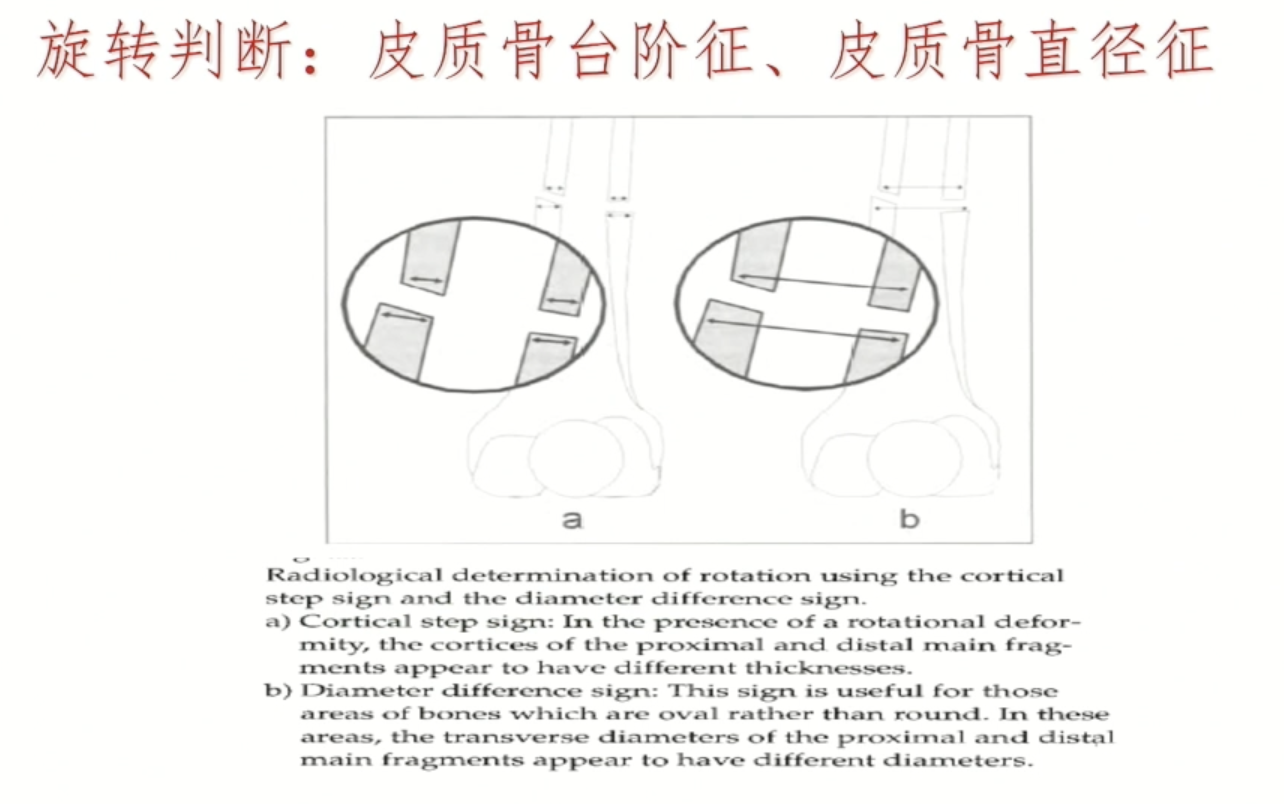 旋转判断：皮质骨台阶征、皮质骨直径征
a
b
Radiological determination of rotation using the cortical
step sign and the diameter difference sign.
a) Cortical step sign: In the presence of a rotational defor-
mity, the cortices of the proximal and distal main frag-
ments appear to have different thicknesses.
b) Diameter difference sign: This sign is useful for those
areas of bones which are oval rather than round. In these
areas, the transverse diameters of the proximal and distal
main fragments appear to have different diameters.